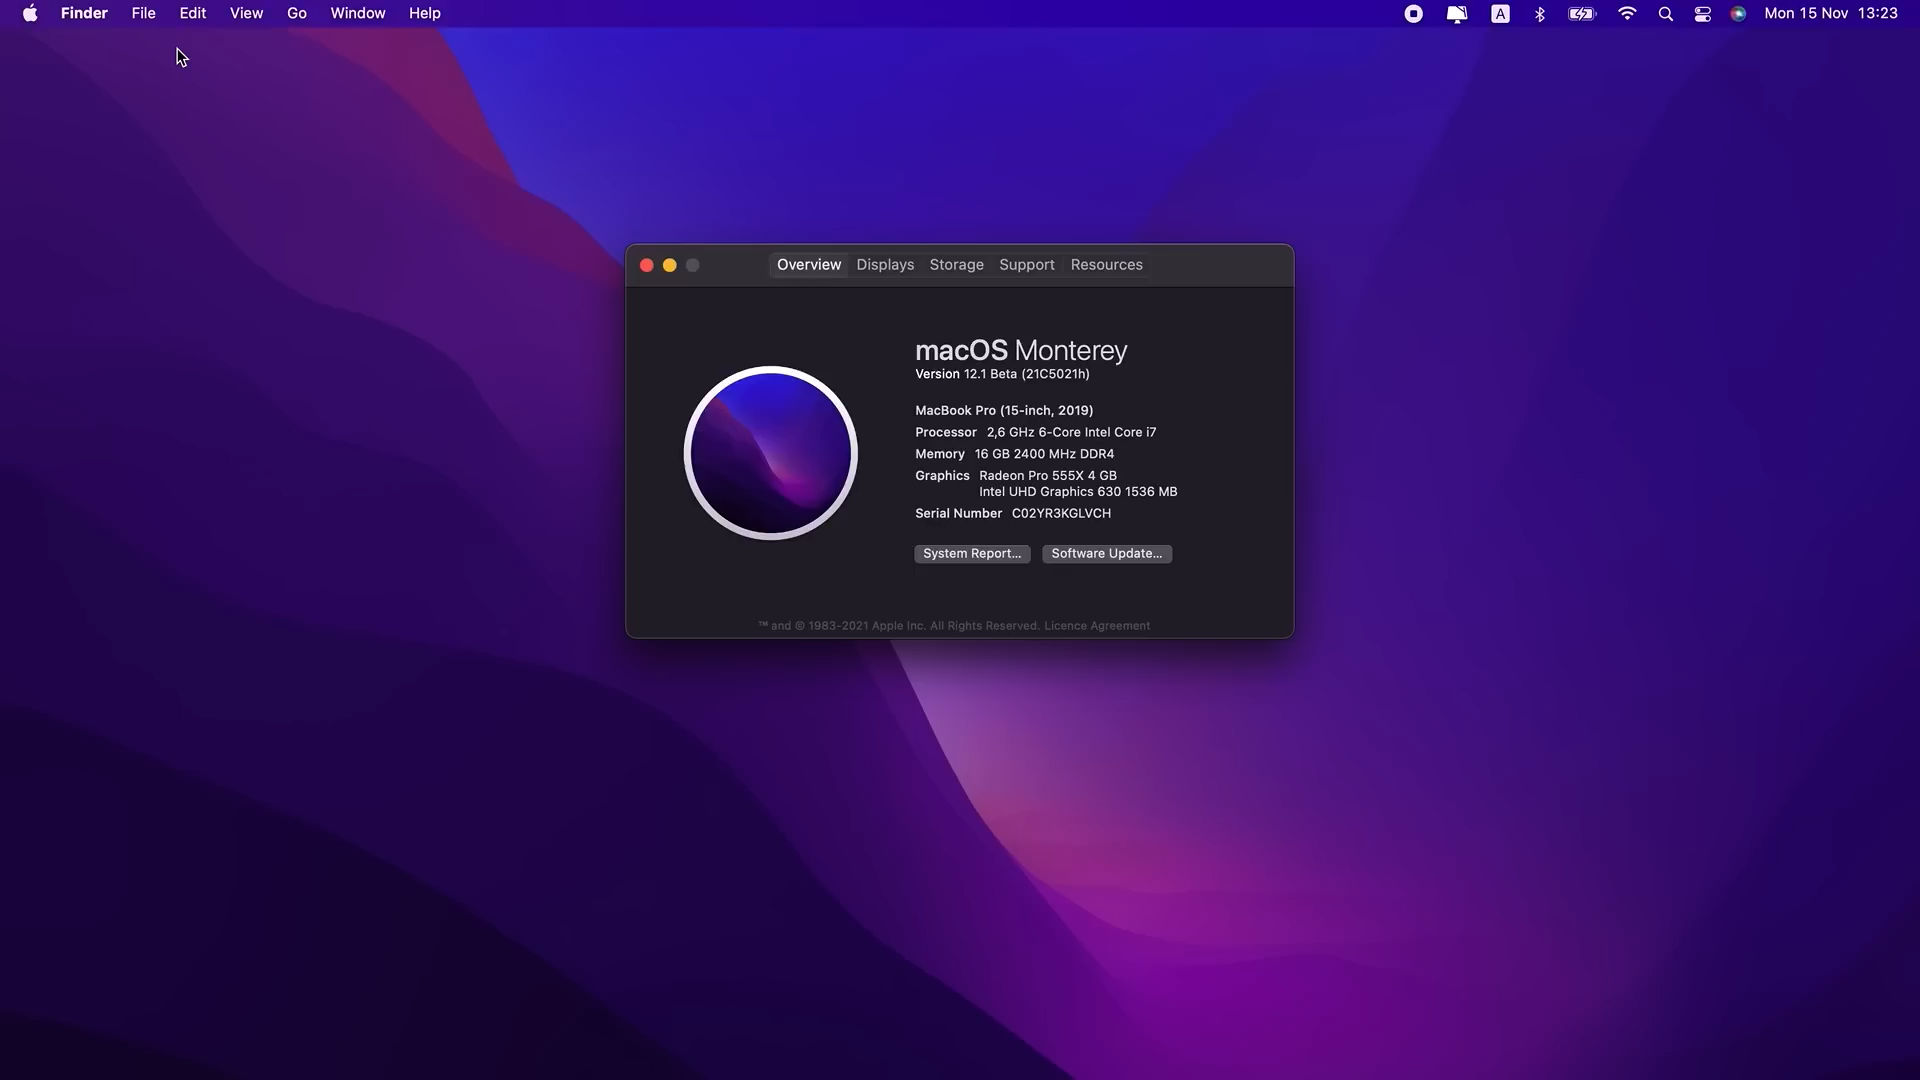 Finder File Edit View Go Window Help A Mon 15 Nov 13:23
Overview Displays Storage Support Resources
macOS Monterey
Version 12.1 Beta (21C5021h)
MacBook Pro (15-inch, 2019)
Processor 2,6 GHz 6-Core Intel Core i7
Memory 16 GB 2400 MHz DDR4
Graphics Radeon Pro 555X 4 GB
Intel UHD Graphics 630 1536 MB
Serial Number C02YR3KGLVCH
System Report... Software Update...
™ and © 1983-2021 Apple Inc. All Rights Reserved. Licence Agreement